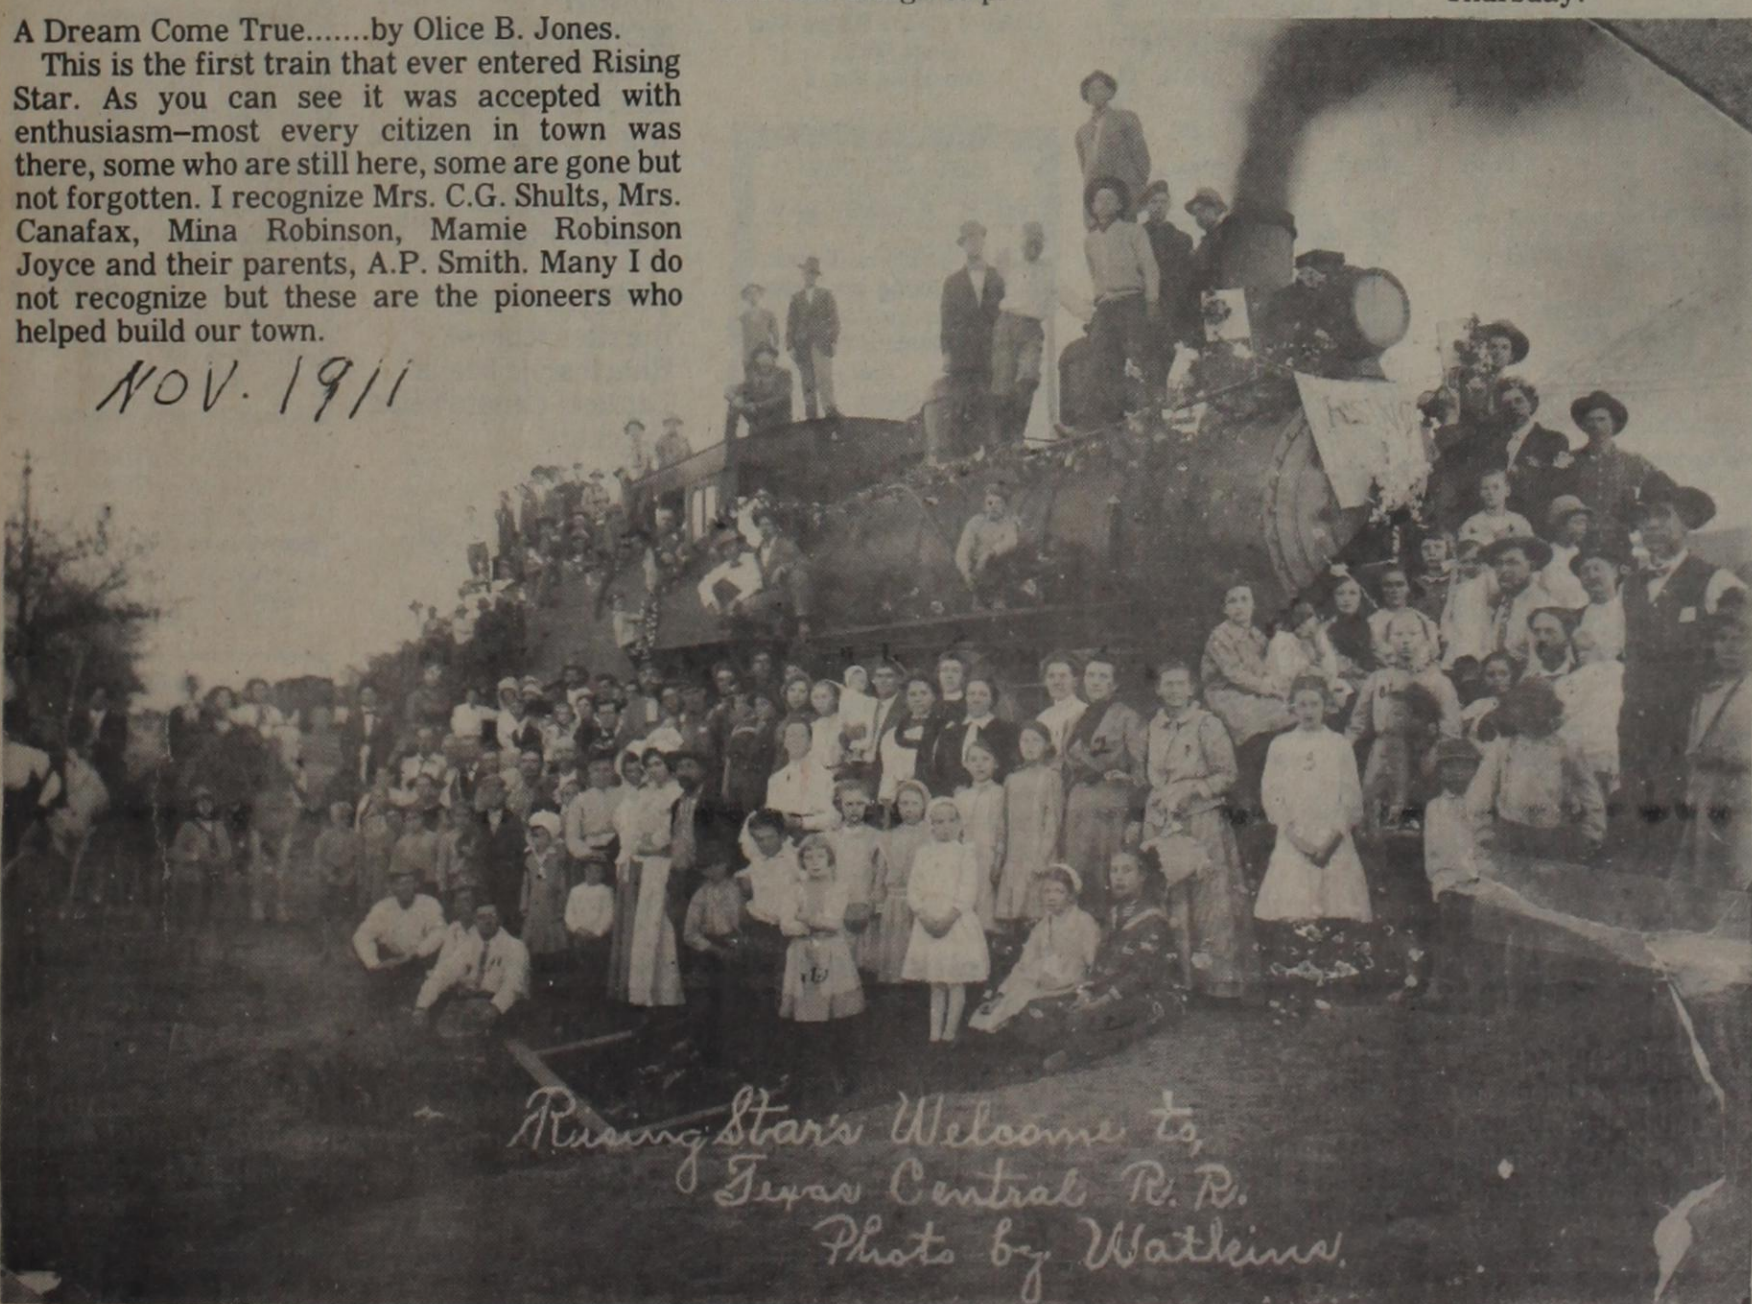 Thursday.
A Dream Come True.......by Olice B. Jones.
This is the first train that ever entered Rising
Star. As you can see it was accepted with
enthusiasm–most every citizen in town was
there, some who are still here, some are gone but
not forgotten. I recognize Mrs. C.G. Shults, Mrs.
Canafax, Mina Robinson, Mamie Robinson
Joyce and their parents, A.P. Smith. Many I do
not recognize but these are the pioneers who
helped build our town.
NOV. 1911
RISING
Rising Star's Welcome to,
Texas Central R.R.
Photo by Watkins.